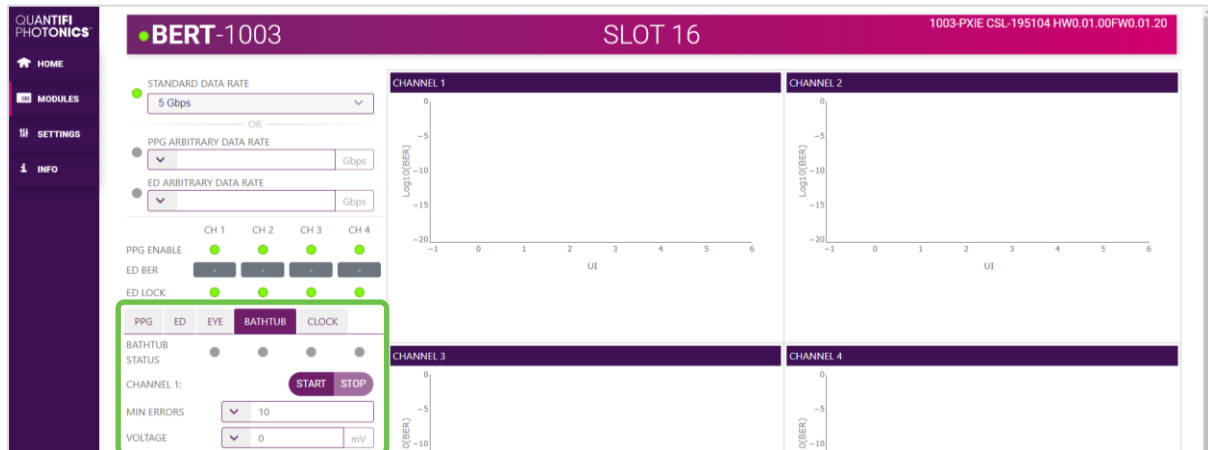 QUANTIFI
PHOTONICS™
HOME
MODULES
SETTINGS
INFO
BERT-1003
SLOT 16
1003-PXIE CSL-195104 HW0.01.00FW0.01.20
STANDARD DATA RATE
5 Gbps
OR
PPG ARBITRARY DATA RATE
Gbps
ED ARBITRARY DATA RATE
Gbps
CH 1 CH 2 CH 3 CH 4
PPG ENABLE
ED BER - - - -
ED LOCK
PPG ED EYE BATHTUB CLOCK
BATHTUB
STATUS
CHANNEL 1: START STOP
MIN ERRORS 10
VOLTAGE 0 mV
CHANNEL 1
0
−5
−10
−15
−20
Log10(BER)
−1 0 1 2 3 4 5 6
UI
CHANNEL 2
0
−5
−10
−15
−20
Log10(BER)
−1 0 1 2 3 4 5 6
UI
CHANNEL 3
0
−5
−10
0(BER)
CHANNEL 4
0
−5
−10
0(BER)